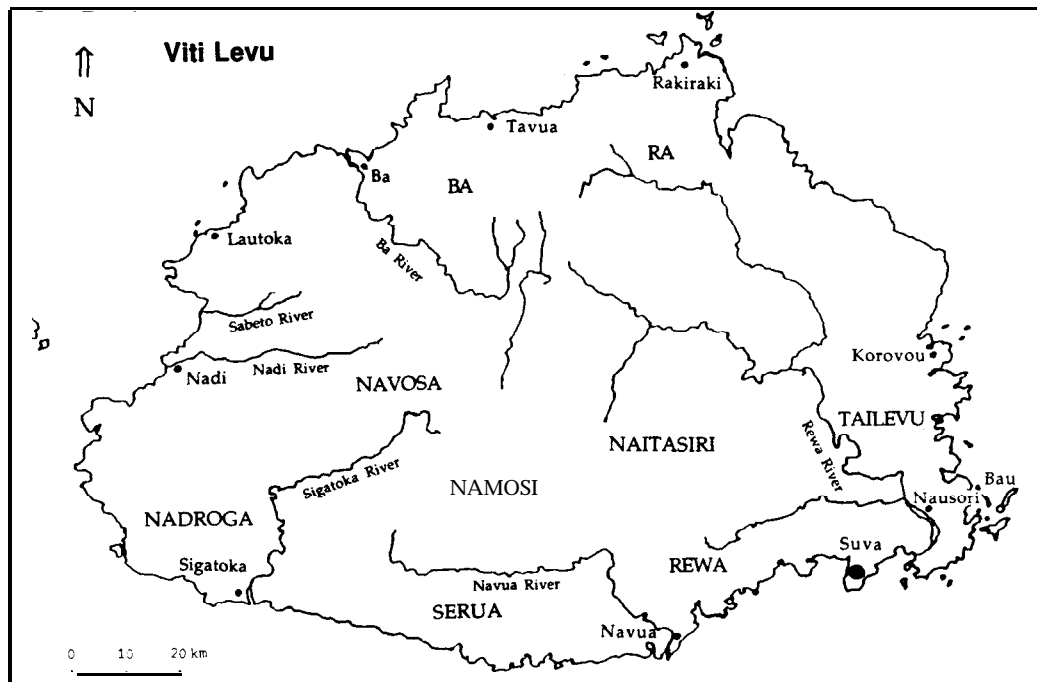 Viti Levu
N
Rakiraki
Tavua
RA
Ba
BA
Lautoka
Ba River
Sabeto River
Korovou
Nadi
Nadi River
NAVOSA
TAILEVU
NAITASIRI
Rewa River
Sigatoka River
NAMOSI
Bau
Nausori
NADROGA
Suva
Sigatoka
REWA
Navua River
SERUA
Navua
0 10 20 km